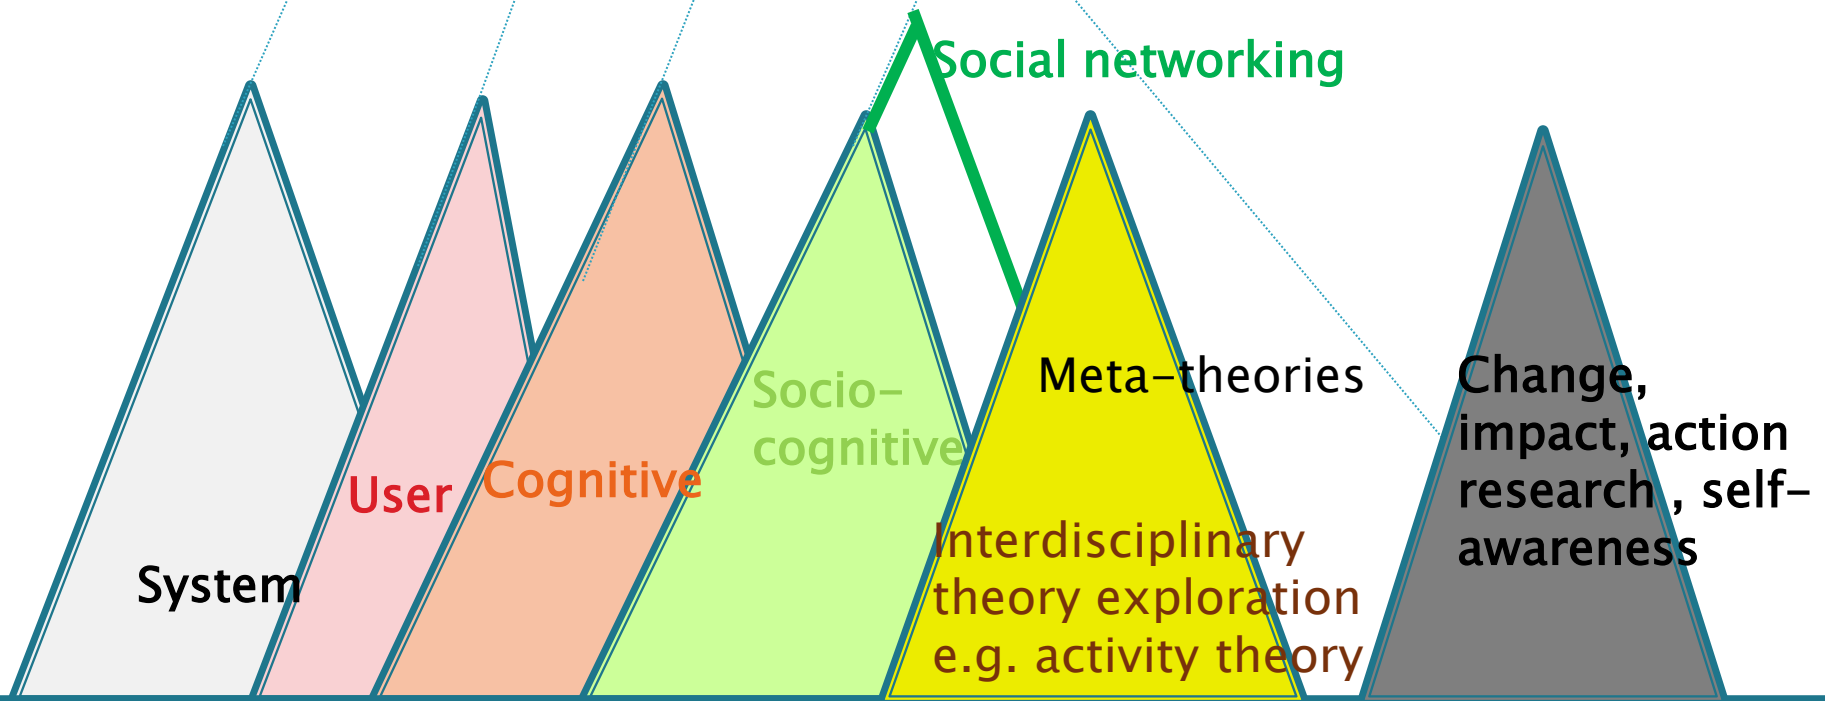 Social networking
System
User
Cognitive
Socio-
cognitive
Meta-theories
Interdisciplinary
theory exploration
e.g. activity theory
Change,
impact, action
research , self-
awareness